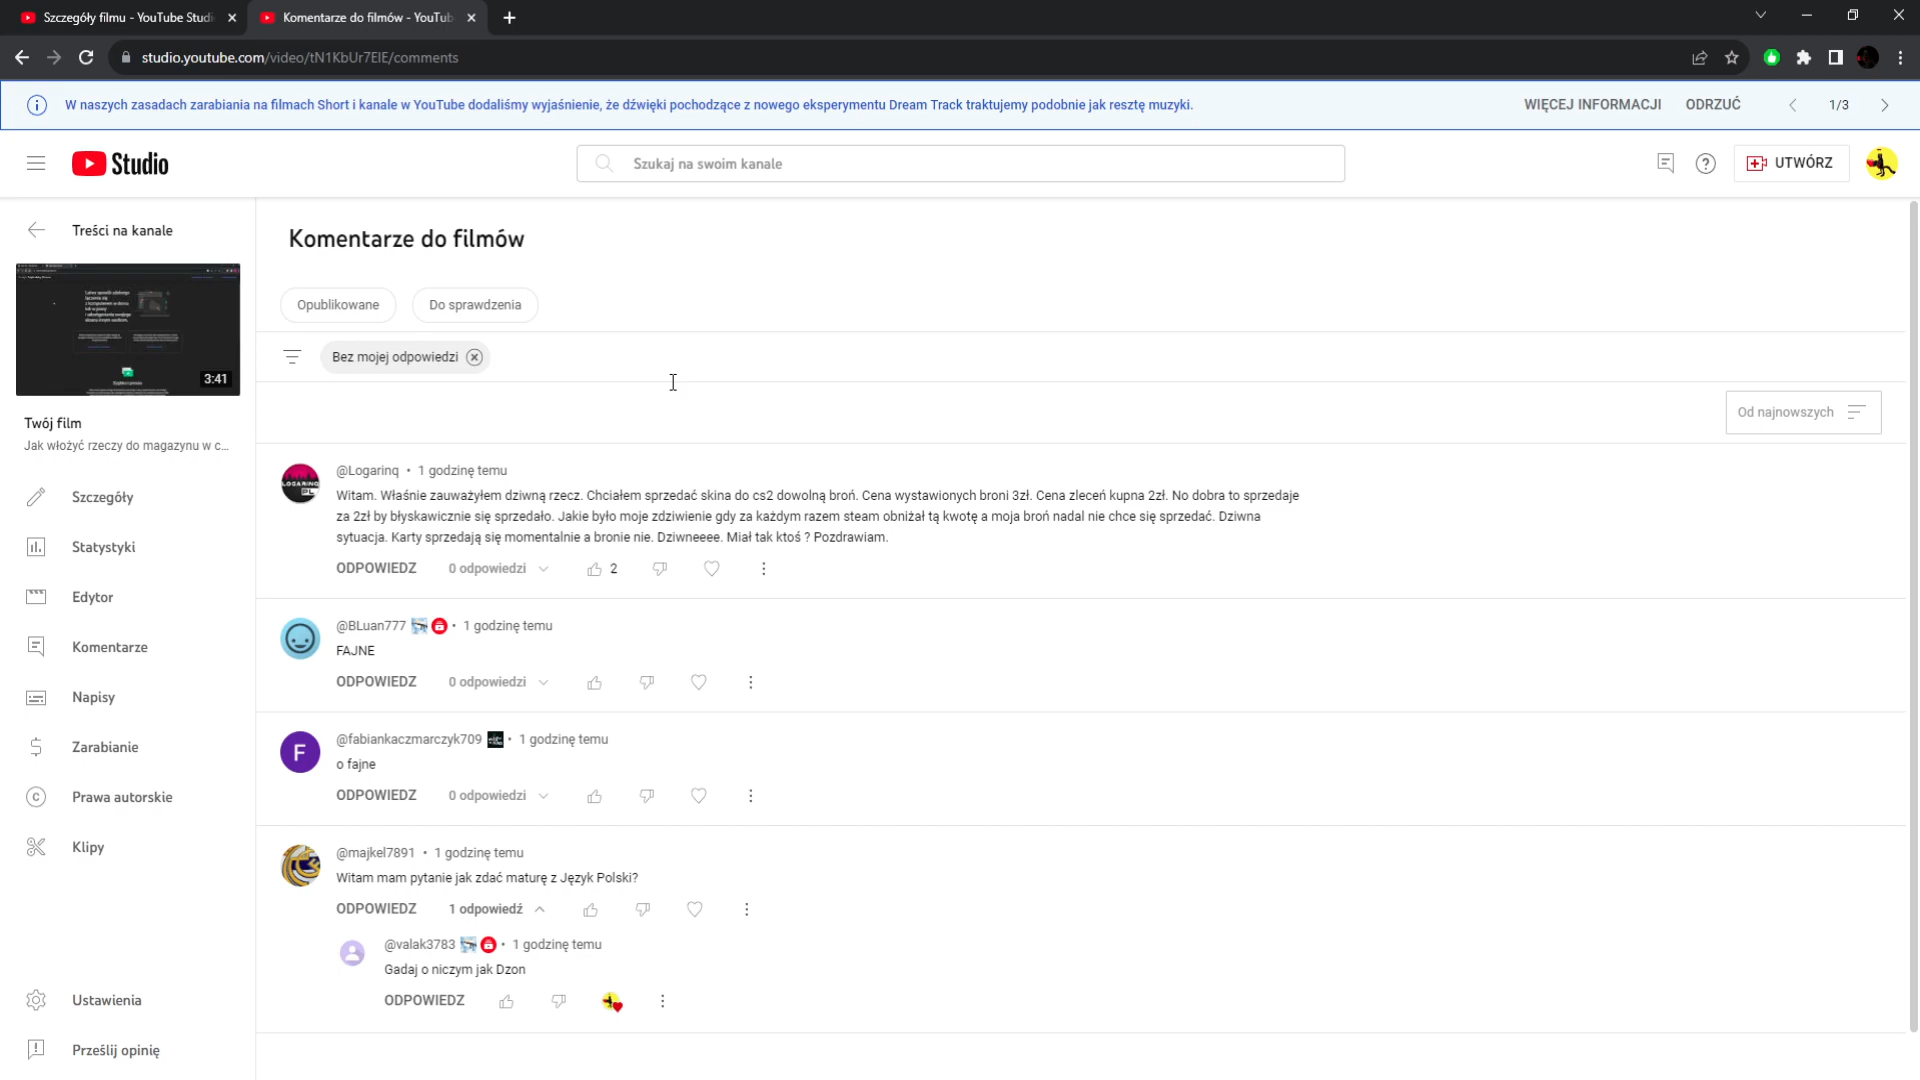 Szczegóły filmu - YouTube Studi
Komentarze do filmów - YouTub
studio.youtube.com/video/tN1KbUr7ElE/comments
W naszych zasadach zarabiania na filmach Short i kanale w YouTube dodaliśmy wyjaśnienie, że dźwięki pochodzące z nowego eksperymentu Dream Track traktujemy podobnie jak resztę muzyki.
WIĘCEJ INFORMACJI
ODRZUĆ
1/3
Studio
Szukaj na swoim kanale
UTWÓRZ
Treści na kanale
3:41
Twój film
Jak włożyć rzeczy do magazynu w c...
Szczegóły
Statystyki
Edytor
Komentarze
Napisy
Zarabianie
Prawa autorskie
Klipy
Ustawienia
Prześlij opinię
Komentarze do filmów
Opublikowane
Do sprawdzenia
Bez mojej odpowiedzi
Od najnowszych
@Logarinq • 1 godzinę temu
Witam. Właśnie zauważyłem dziwną rzecz. Chciałem sprzedać skina do cs2 dowolną broń. Cena wystawionych broni 3zł. Cena zleceń kupna 2zł. No dobra to sprzedaje
za 2zł by błyskawicznie się sprzedało. Jakie było moje zdziwienie gdy za każdym razem steam obniżał tą kwotę a moja broń nadal nie chce się sprzedać. Dziwna
sytuacja. Karty sprzedają się momentalnie a bronie nie. Dziwneeee. Miał tak ktoś ? Pozdrawiam.
ODPOWIEDZ 0 odpowiedzi 2
@BLuan777 • 1 godzinę temu
FAJNE
ODPOWIEDZ 0 odpowiedzi
F
@fabiankaczmarczyk709 • 1 godzinę temu
o fajne
ODPOWIEDZ 0 odpowiedzi
@majkel7891 • 1 godzinę temu
Witam mam pytanie jak zdać maturę z Język Polski?
ODPOWIEDZ 1 odpowiedź
@valak3783 • 1 godzinę temu
Gadaj o niczym jak Dzon
ODPOWIEDZ